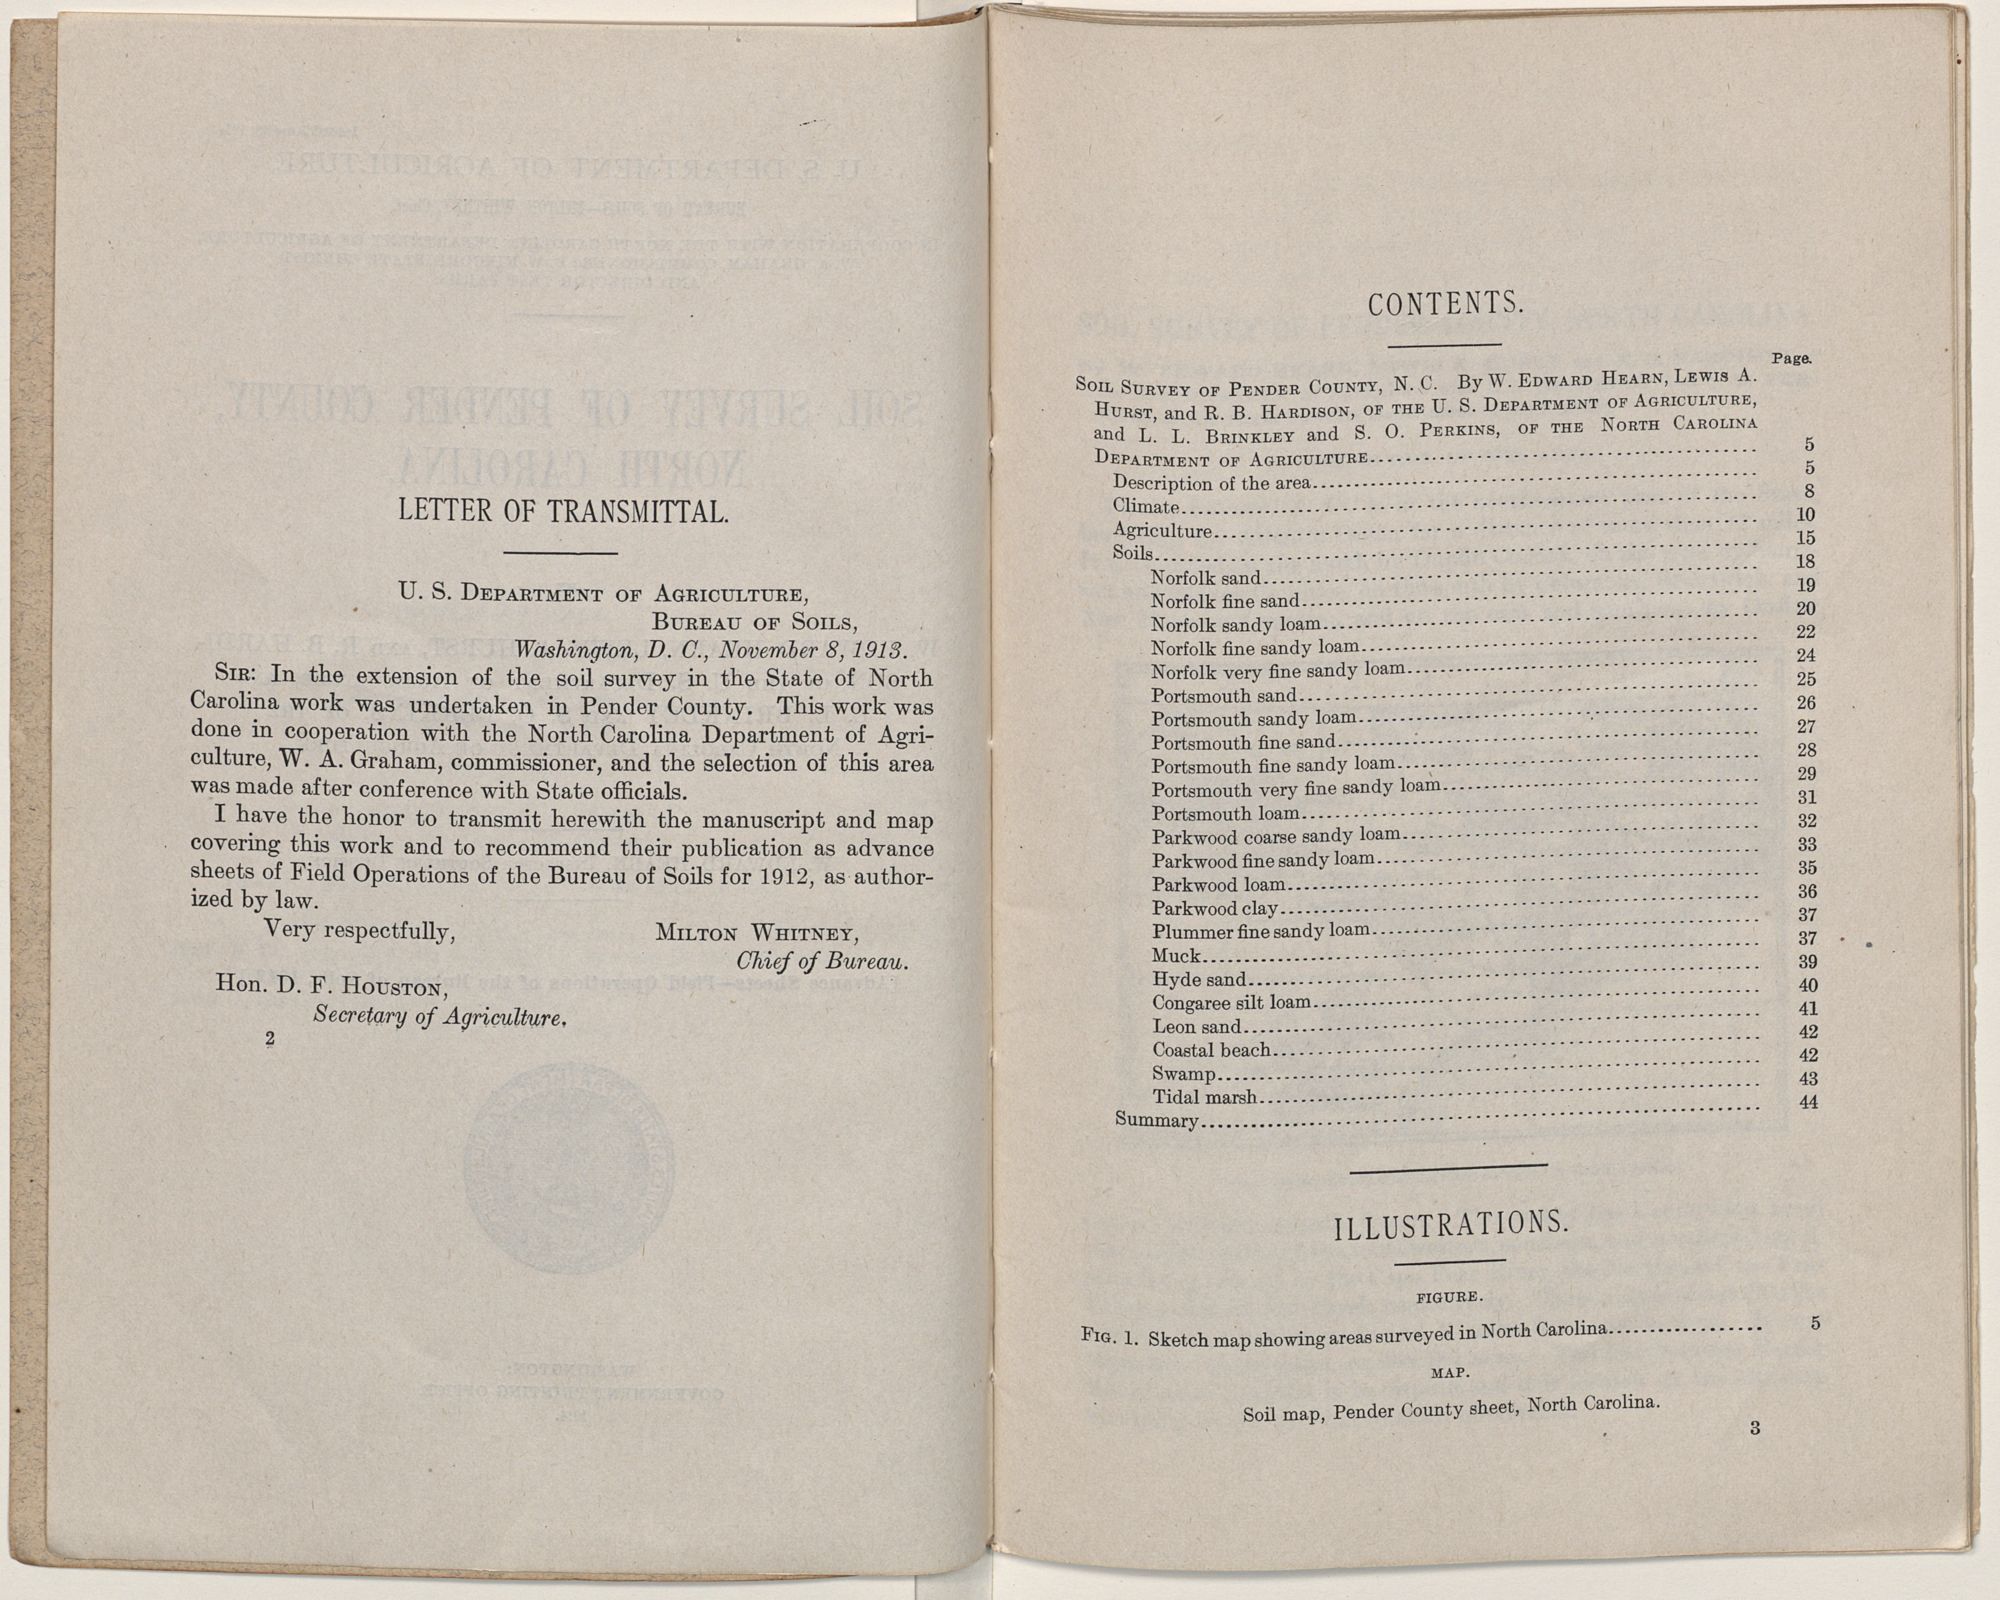 LETTER OF TRANSMITTAL.
U. S. DEPARTMENT OF AGRICULTURE,
BUREAU OF SOILS,
Washington, D. C., November 8, 1913.
SIR: In the extension of the soil survey in the State of North
Carolina work was undertaken in Pender County. This work was
done in cooperation with the North Carolina Department of Agri-
culture, W. A. Graham, commissioner, and the selection of this area
was made after conference with State officials.
I have the honor to transmit herewith the manuscript and map
covering this work and to recommend their publication as advance
sheets of Field Operations of the Bureau of Soils for 1912, as author-
ized by law.
Very respectfully, MILTON WHITNEY,
Chief of Bureau.
Hon. D. F. HOUSTON,
Secretary of Agriculture.
2
CONTENTS.
Page.
SOIL SURVEY OF PENDER COUNTY, N. C. By W. EDWARD HEARN, LEWIS A.
HURST, and R. B. HARDISON, OF THE U. S. DEPARTMENT OF AGRICULTURE,
and L. L. BRINKLEY and S. O. PERKINS, OF THE NORTH CAROLINA
DEPARTMENT OF AGRICULTURE 5
Description of the area 5
Climate 8
Agriculture 10
Soils 15
Norfolk sand 18
Norfolk fine sand 19
Norfolk sandy loam 20
Norfolk fine sandy loam 22
Norfolk very fine sandy loam 24
Portsmouth sand 25
Portsmouth sandy loam 26
Portsmouth fine sand 27
Portsmouth fine sandy loam 28
Portsmouth very fine sandy loam 29
Portsmouth loam 31
Parkwood coarse sandy loam 32
Parkwood fine sandy loam 33
Parkwood loam 35
Parkwood clay 36
Plummer fine sandy loam 37
Muck 37
Hyde sand 39
Congaree silt loam 40
Leon sand 41
Coastal beach 42
Swamp 42
Tidal marsh 43
Summary 44
ILLUSTRATIONS.
FIGURE.
FIG. 1. Sketch map showing areas surveyed in North Carolina 5
MAP.
Soil map, Pender County sheet, North Carolina.
3